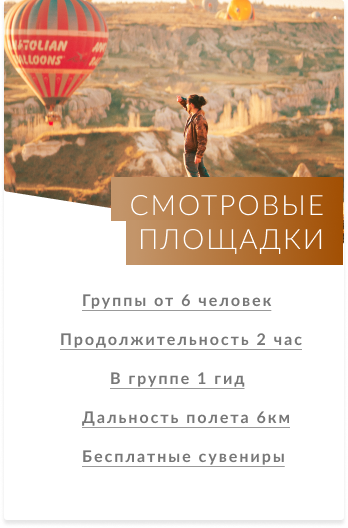 ANATOLIAN
BALLOONS
СМОТРОВЫЕ
ПЛОЩАДКИ
Группы от 6 человек
Продолжительность 2 час
В группе 1 гид
Дальность полета 6км
Бесплатные сувениры